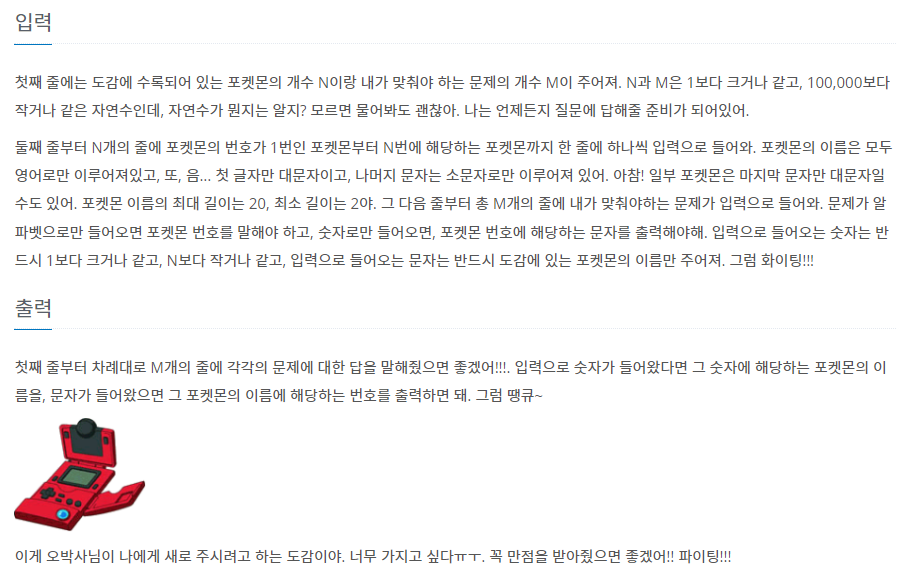 입력
첫째 줄에는 도감에 수록되어 있는 포켓몬의 개수 N이랑 내가 맞춰야 하는 문제의 개수 M이 주어져. N과 M은 1보다 크거나 같고, 100,000보다
작거나 같은 자연수인데, 자연수가 뭔지는 알지? 모르면 물어봐도 괜찮아. 나는 언제든지 질문에 답해줄 준비가 되어있어.
둘째 줄부터 N개의 줄에 포켓몬의 번호가 1번인 포켓몬부터 N번에 해당하는 포켓몬까지 한 줄에 하나씩 입력으로 들어와. 포켓몬의 이름은 모두
영어로만 이루어져있고, 또, 음... 첫 글자만 대문자이고, 나머지 문자는 소문자로만 이루어져 있어. 아참! 일부 포켓몬은 마지막 문자만 대문자일
수도 있어. 포켓몬 이름의 최대 길이는 20, 최소 길이는 2야. 그 다음 줄부터 총 M개의 줄에 내가 맞춰야하는 문제가 입력으로 들어와. 문제가 알
파벳으로만 들어오면 포켓몬 번호를 말해야 하고, 숫자로만 들어오면, 포켓몬 번호에 해당하는 문자를 출력해야해. 입력으로 들어오는 숫자는 반
드시 1보다 크거나 같고, N보다 작거나 같고, 입력으로 들어오는 문자는 반드시 도감에 있는 포켓몬의 이름만 주어져. 그럼 화이팅!!!
출력
첫째 줄부터 차례대로 M개의 줄에 각각의 문제에 대한 답을 말해줬으면 좋겠어!!!. 입력으로 숫자가 들어왔다면 그 숫자에 해당하는 포켓몬의 이
름을, 문자가 들어왔으면 그 포켓몬의 이름에 해당하는 번호를 출력하면 돼. 그럼 땡큐~
이게 오박사님이 나에게 새로 주시려고 하는 도감이야. 너무 가지고 싶다ㅠㅜ. 꼭 만점을 받아줬으면 좋겠어!! 파이팅!!!